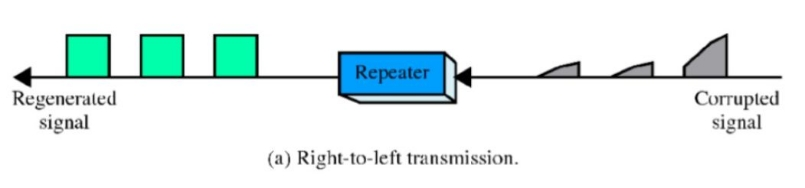 Repeater
Regenerated
signal
Corrupted
signal
(a) Right-to-left transmission.